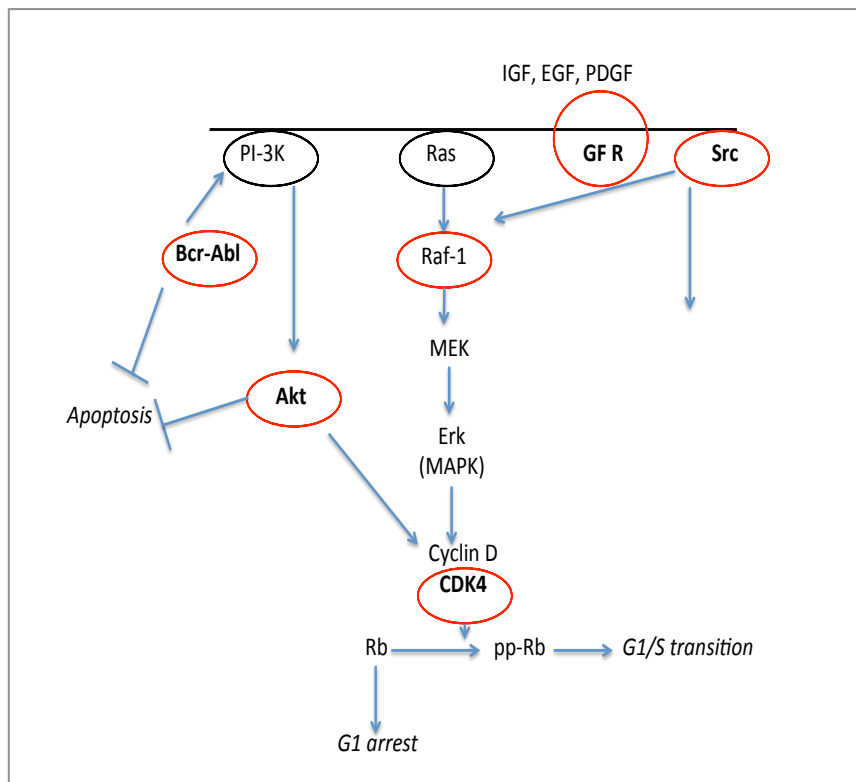 IGF, EGF, PDGF
PI-3K
Ras
GF R
Src
Bcr-Abl
Raf-1
MEK
Akt
Apoptosis
Erk
(MAPK)
Cyclin D
CDK4
Rb
pp-Rb
G1/S transition
G1 arrest